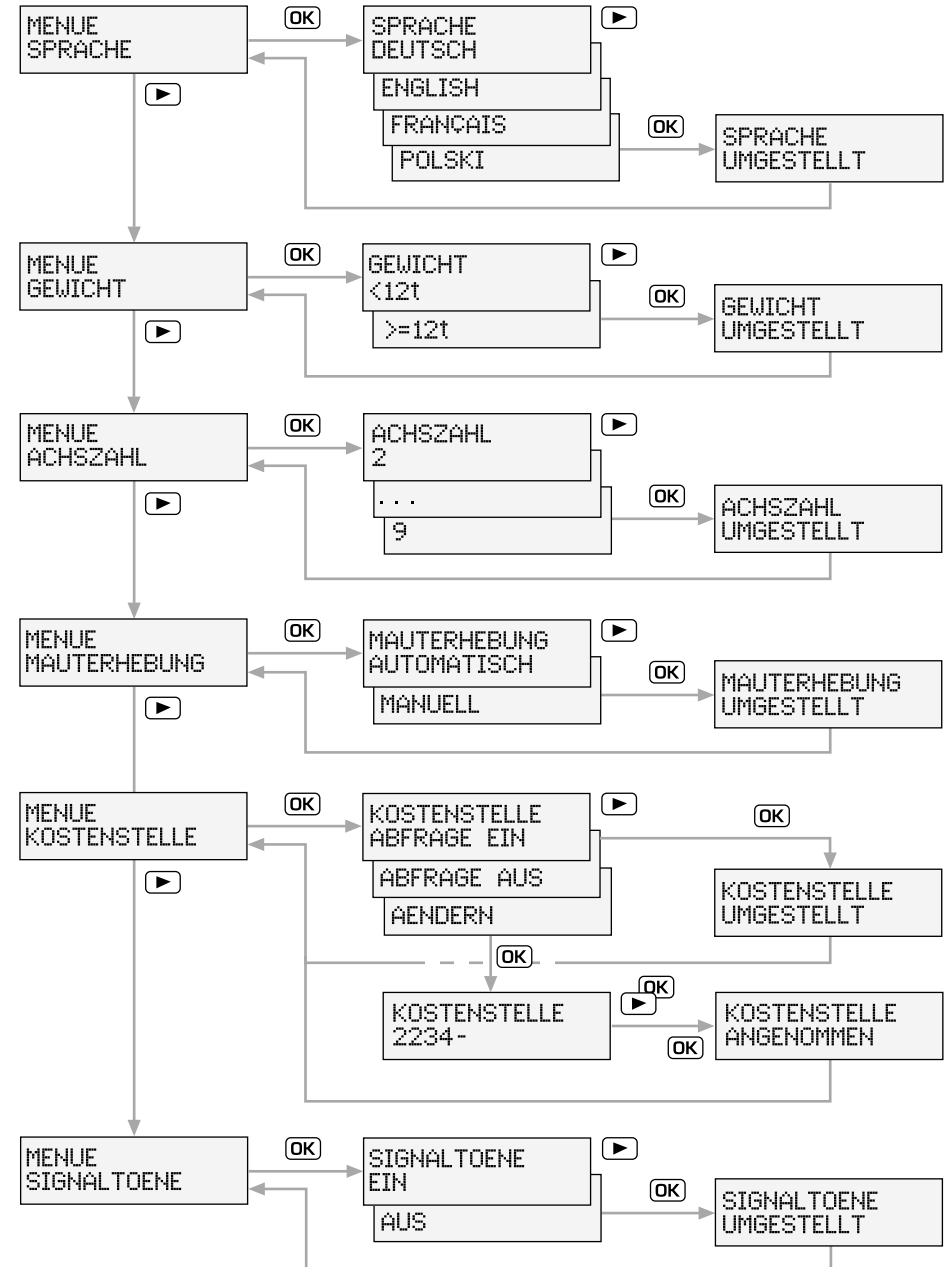 MENUE
SPRACHE
OK
SPRACHE
DEUTSCH
ENGLISH
FRANÇAIS
POLSKI
OK
SPRACHE
UMGESTELLT
MENUE
GEWICHT
OK
GEWICHT
<12t
>=12t
OK
GEWICHT
UMGESTELLT
MENUE
ACHSZAHL
OK
ACHSZAHL
2
...
9
OK
ACHSZAHL
UMGESTELLT
MENUE
MAUTERHEBUNG
OK
MAUTERHEBUNG
AUTOMATISCH
MANUELL
OK
MAUTERHEBUNG
UMGESTELLT
MENUE
KOSTENSTELLE
OK
KOSTENSTELLE
ABFRAGE EIN
ABFRAGE AUS
AENDERN
OK
KOSTENSTELLE
UMGESTELLT
OK
KOSTENSTELLE
2234-
OK
OK
KOSTENSTELLE
ANGENOMMEN
MENUE
SIGNALTOENE
OK
SIGNALTOENE
EIN
AUS
OK
SIGNALTOENE
UMGESTELLT